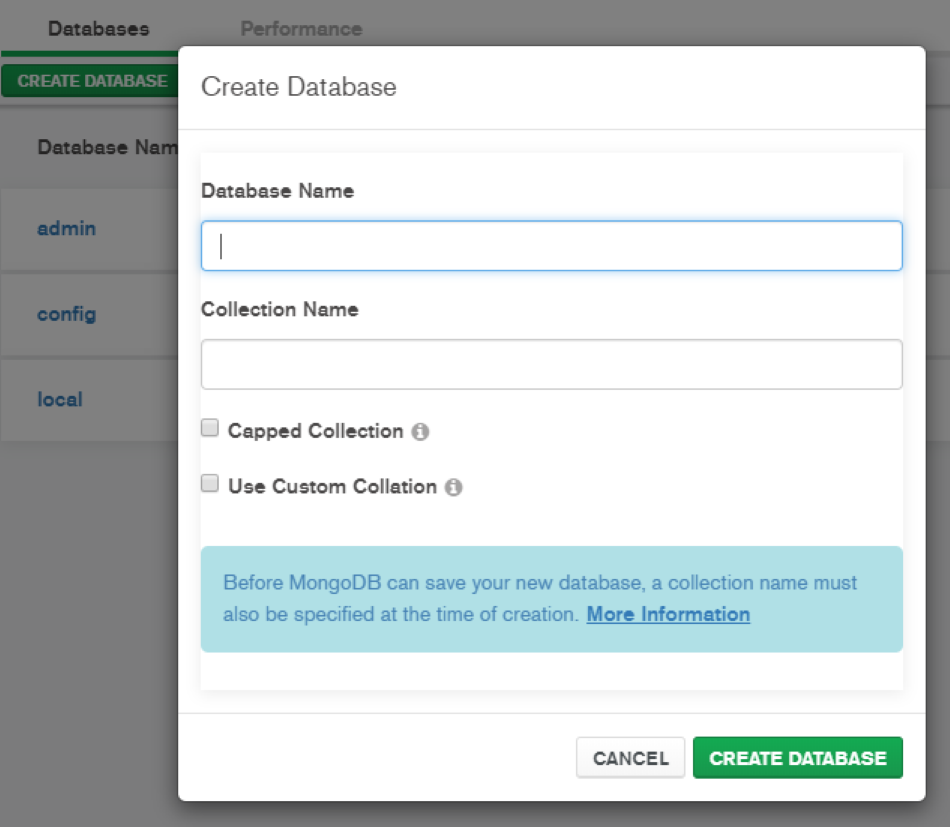 Databases
Performance
CREATE DATABASE
Create Database
Database Nam
Database Name
admin
Collection Name
config
local
Capped Collection
Use Custom Collation
Before MongoDB can save your new database, a collection name must
also be specified at the time of creation. More Information
CANCEL
CREATE DATABASE